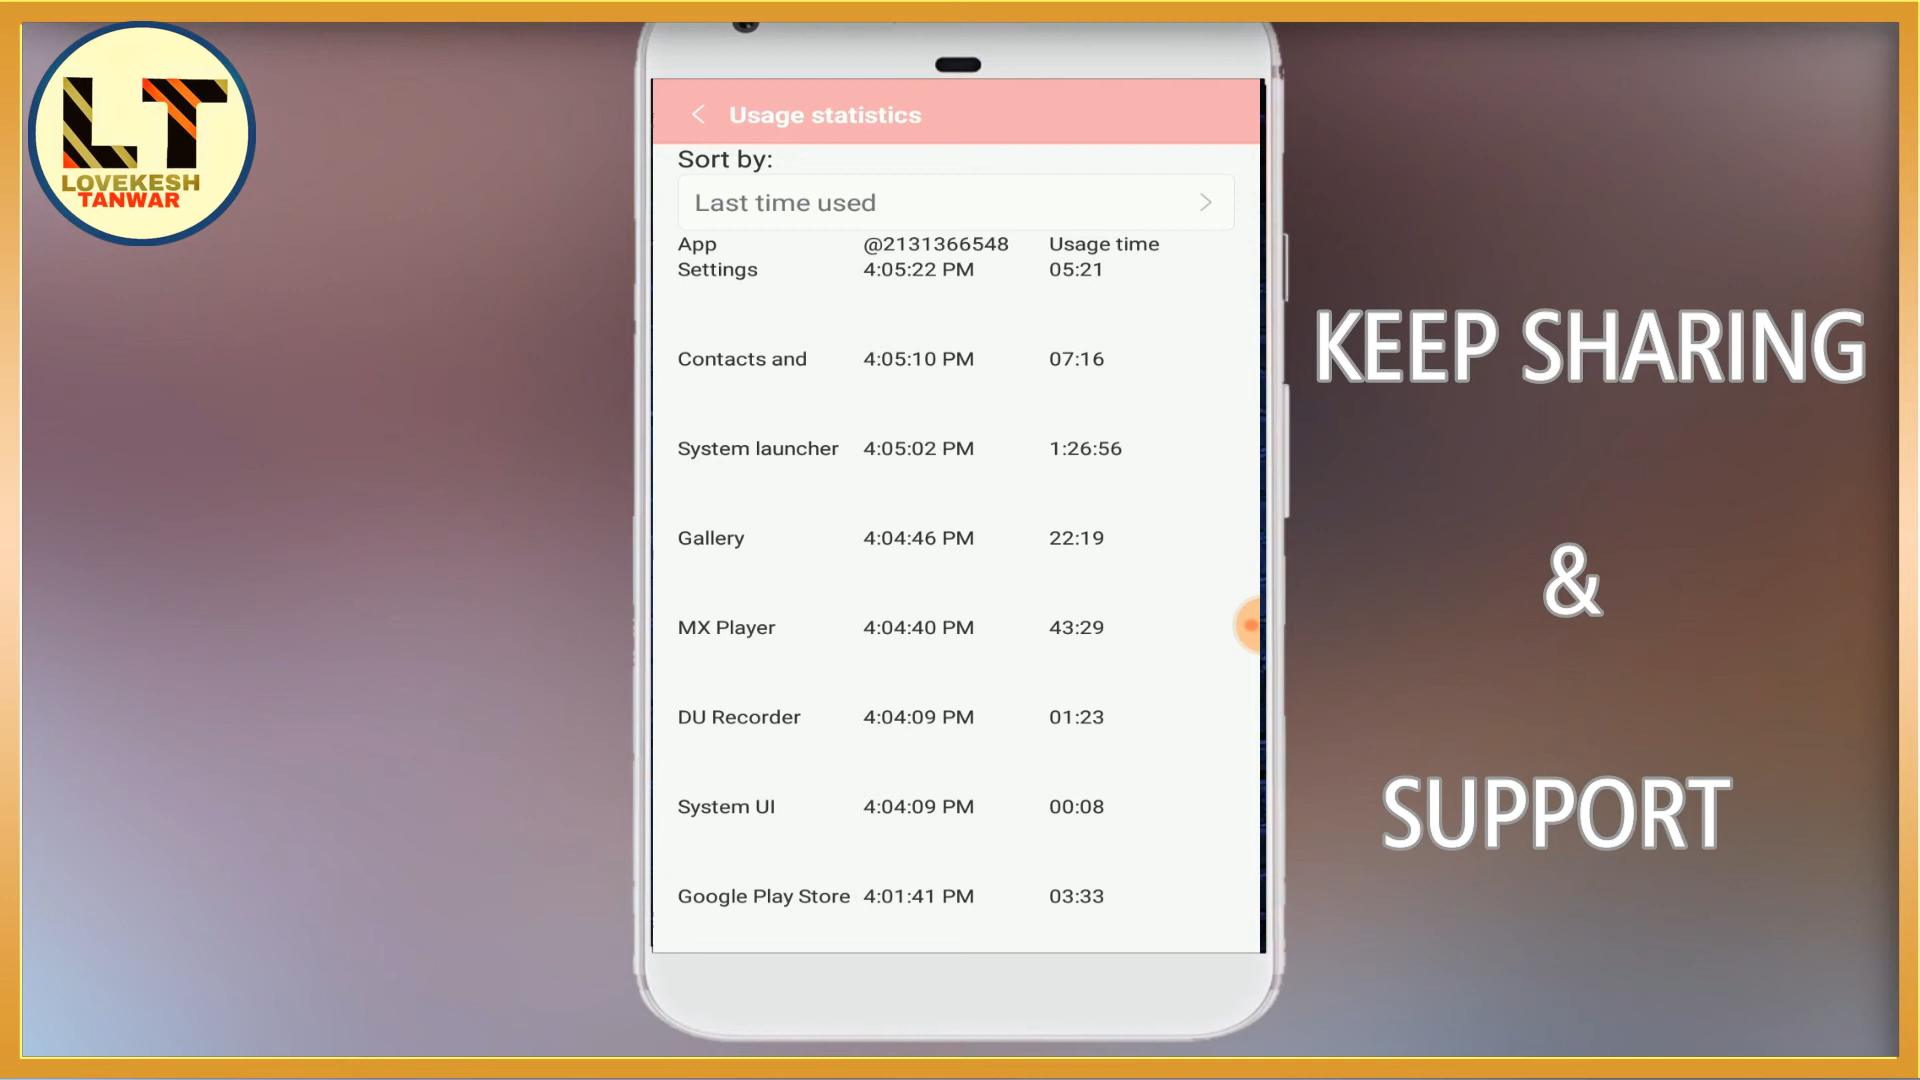 LT
LOVEKESH
TANWAR
Usage statistics
Sort by:
Last time used
App @2131366548 Usage time
Settings 4:05:22 PM 05:21
Contacts and 4:05:10 PM 07:16
System launcher 4:05:02 PM 1:26:56
Gallery 4:04:46 PM 22:19
MX Player 4:04:40 PM 43:29
DU Recorder 4:04:09 PM 01:23
System UI 4:04:09 PM 00:08
Google Play Store 4:01:41 PM 03:33
KEEP SHARING
&
SUPPORT